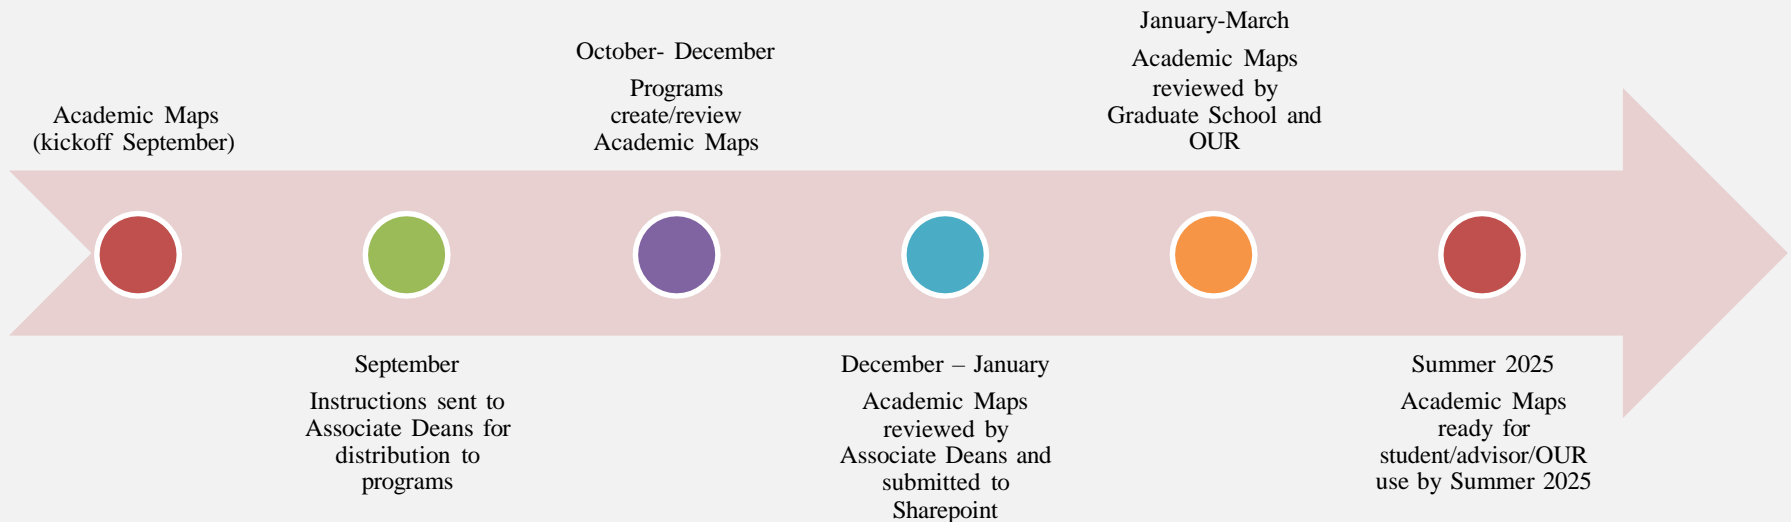 Academic Maps
(kickoff September)
September
Instructions sent to
Associate Deans for
distribution to
programs
October- December
Programs
create/review
Academic Maps
December – January
Academic Maps
reviewed by
Associate Deans and
submitted to
Sharepoint
January-March
Academic Maps
reviewed by
Graduate School and
OUR
Summer 2025
Academic Maps
ready for
student/advisor/OUR
use by Summer 2025